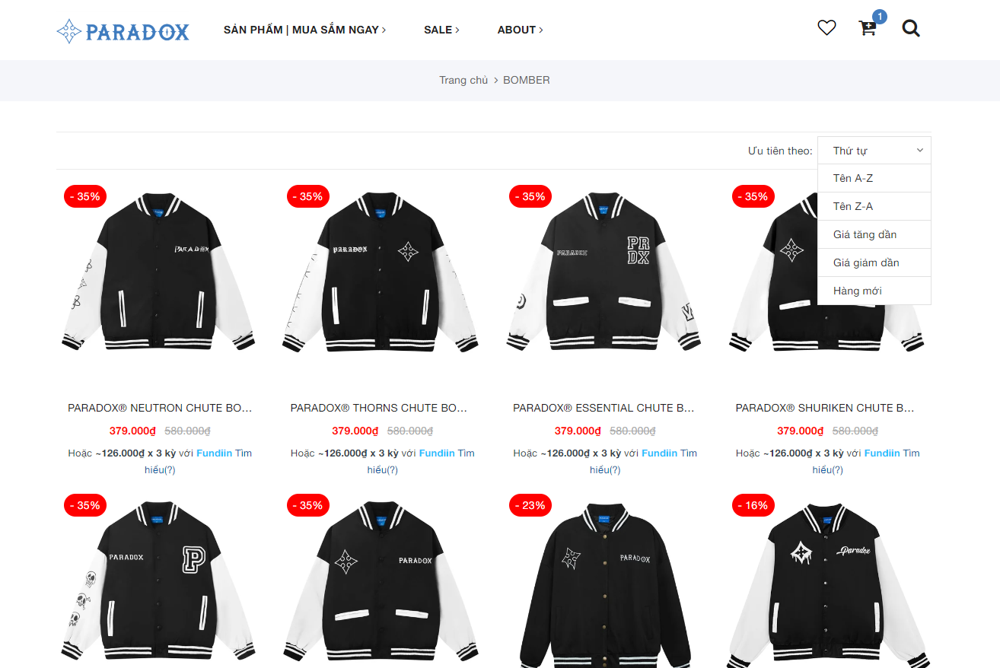 PARADOX
SẢN PHẨM | MUA SẮM NGAY
SALE
ABOUT
1
Trang chủ > BOMBER
Ưu tiên theo:
Thứ tự
Tên A-Z
Tên Z-A
Giá tăng dần
Giá giảm dần
Hàng mới
- 35%
- 35%
- 35%
- 35%
PARADOX
PARADOX
PARADOX
PR
DX
PARADOX® NEUTRON CHUTE BO...
PARADOX® THORNS CHUTE BO...
PARADOX® ESSENTIAL CHUTE B...
PARADOX® SHURIKEN CHUTE B...
379.000₫ 580.000₫
379.000₫ 580.000₫
379.000₫ 580.000₫
379.000₫ 580.000₫
Hoặc ~126.000₫ x 3 kỳ với Fundiin Tìm
hiểu(?)
Hoặc ~126.000₫ x 3 kỳ với Fundiin Tìm
hiểu(?)
Hoặc ~126.000₫ x 3 kỳ với Fundiin Tìm
hiểu(?)
Hoặc ~126.000₫ x 3 kỳ với Fundiin Tìm
hiểu(?)
- 35%
- 35%
- 23%
- 16%
PARADOX
P
PARADOX
PARADOX
Paradox